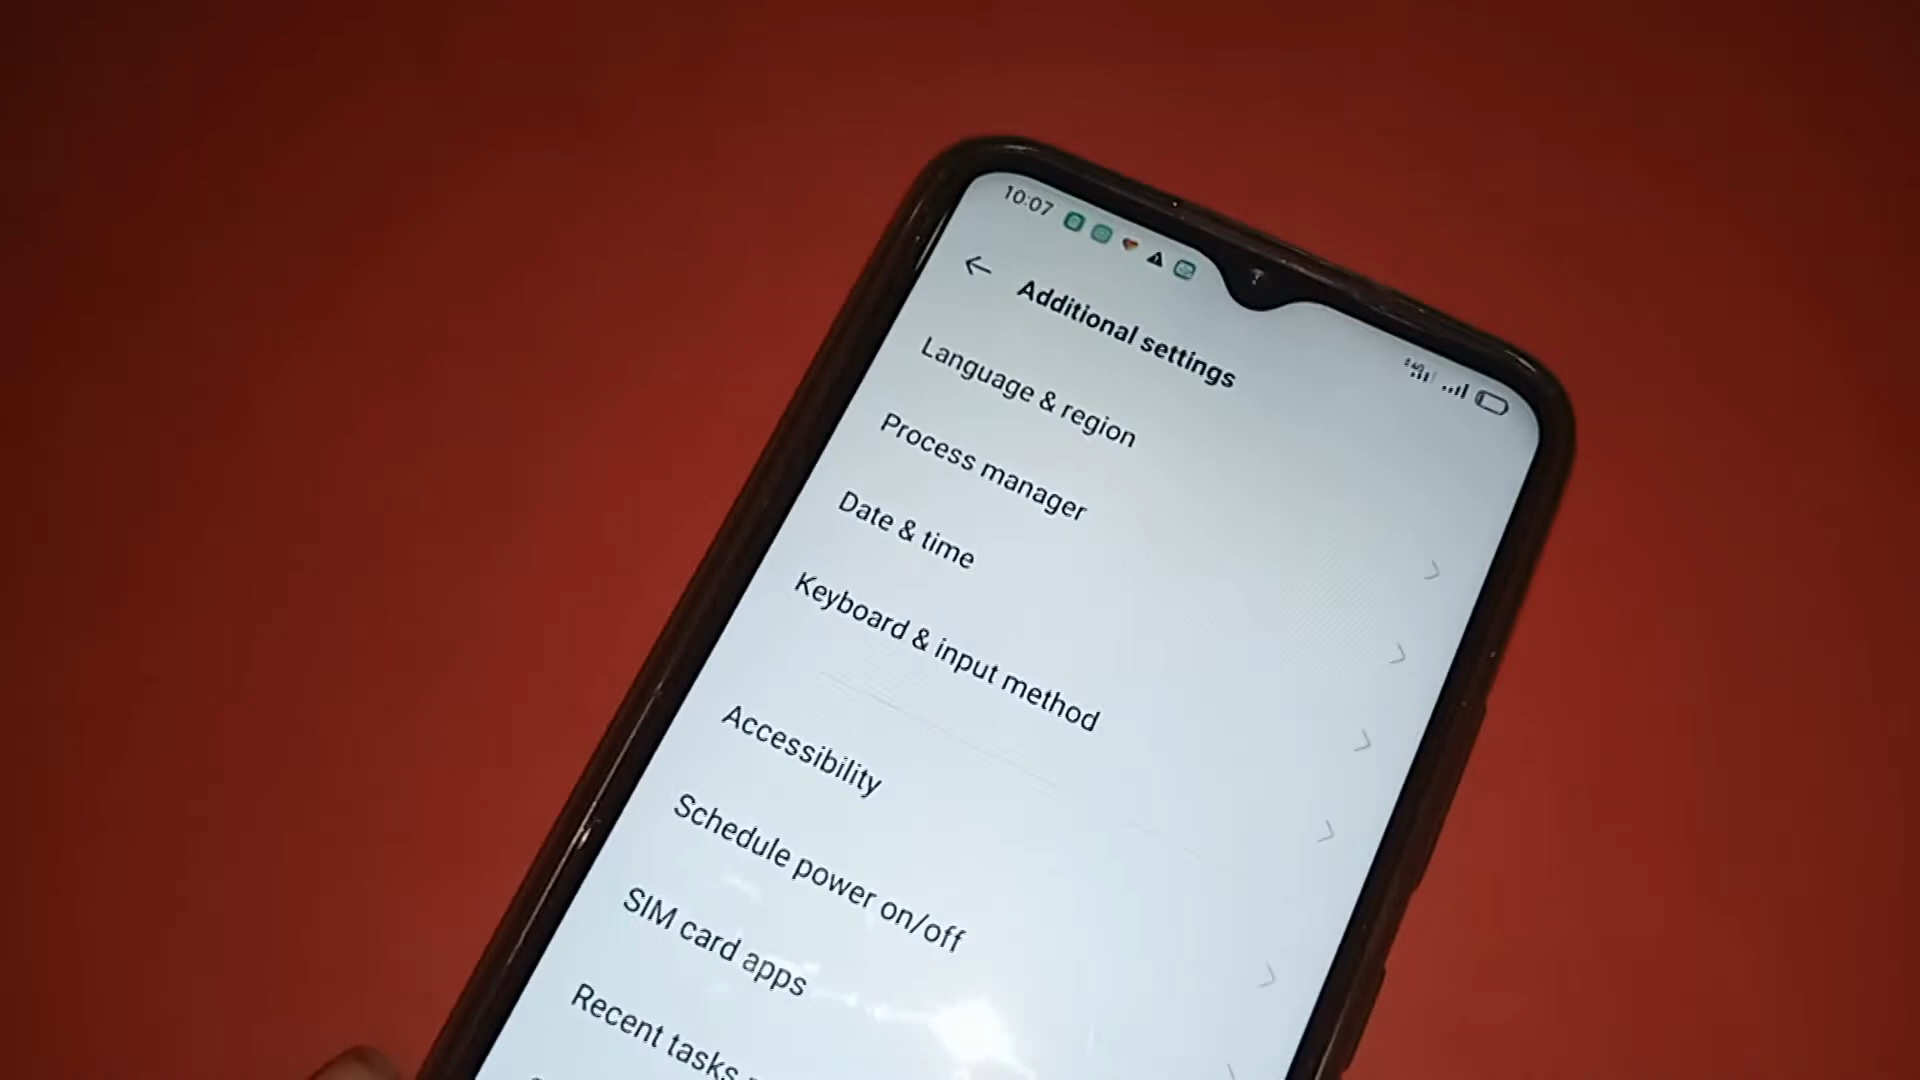 10:07
Additional settings
Language & region
Process manager
Date & time
Keyboard & input method
Accessibility
Schedule power on/off
SIM card apps
Recent tasks